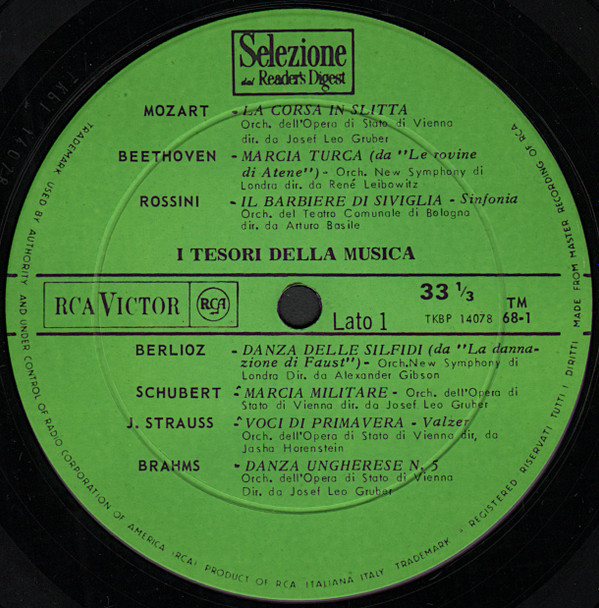 Selezione
dal Reader's Digest
MOZART - LA CORSA IN SLITTA
Orch. dell'Opera di Stato di Vienna
dir. da Josef Leo Gruber
BEETHOVEN - MARCIA TURCA (da "Le rovine
di Atene") - Orch. New Symphony di
Londra dir. da René Leibowitz
ROSSINI - IL BARBIERE DI SIVIGLIA - Sinfonia
Orch. del Teatro Comunale di Bologna
dir. da Arturo Basile
I TESORI DELLA MUSICA
RCA VICTOR RCA
Lato 1
33 1/3 TM
TKBP 14078 68-1
BERLIOZ - DANZA DELLE SILFIDI (da "La danna-
zione di Faust") - Orch.New Symphony di
Londra Dir. da Alexander Gibson
SCHUBERT - MARCIA MILITARE - Orch. dell'Opera di
Stato di Vienna dir. da Josef Leo Gruber
J. STRAUSS - VOCI DI PRIMAVERA - Valzer
Orch. dell'Opera di Stato di Vienna dir, da
Jasha Horenstein
BRAHMS - DANZA UNGHERESE N. 5
Orch. dell'Opera di Stato di Vienna
Dir. da Josef Leo Gruber
TRADEMARK USED BY AUTHORITY AND UNDER CONTROL OF RADIO CORPORATION OF AMERICA (RCA) PRODUCT OF RCA ITALIANA ITALY TRADEMARK • REGISTERED RISERVATI TUTTI I DIRITTI MADE FROM MASTER RECORDING OF RCA